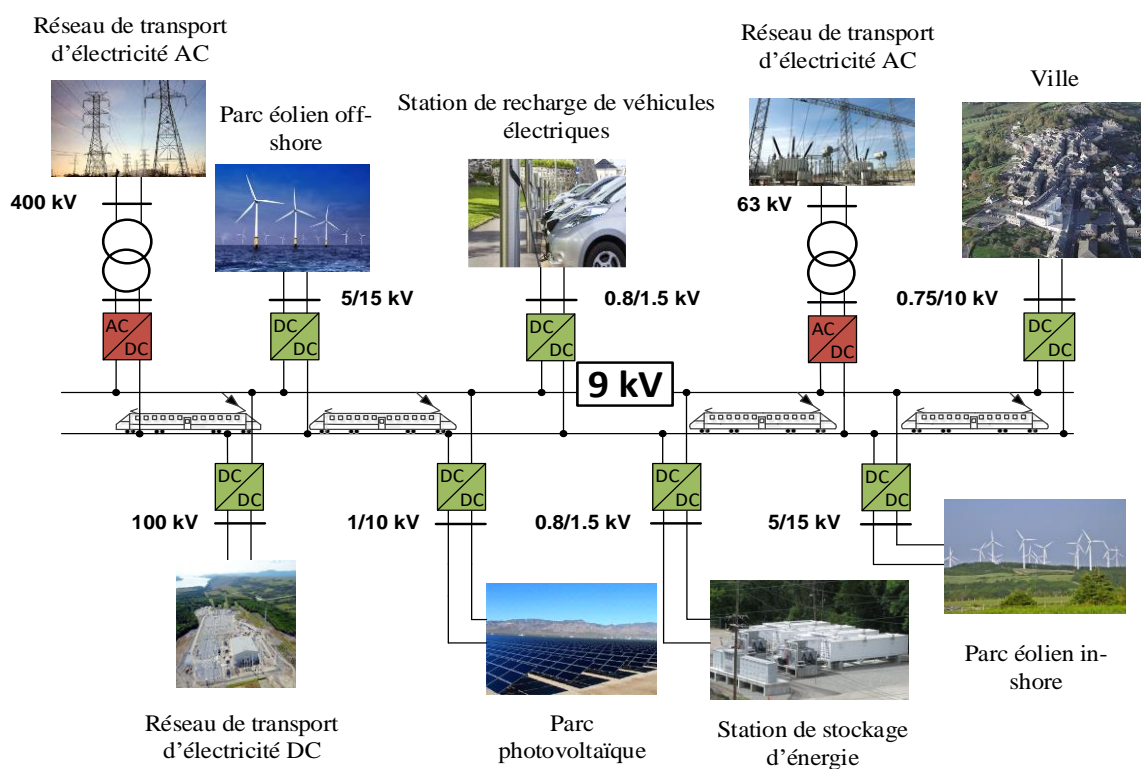 Réseau de transport
d’électricité AC
400 kV
AC
DC
Parc éolien off-
shore
5/15 kV
DC
DC
Station de recharge de véhicules
électriques
0.8/1.5 kV
DC
DC
Réseau de transport
d’électricité AC
63 kV
AC
DC
Ville
0.75/10 kV
DC
DC
9 kV
DC
DC
100 kV
Réseau de transport
d’électricité DC
DC
DC
1/10 kV
Parc
photovoltaïque
DC
DC
0.8/1.5 kV
Station de stockage
d’énergie
DC
DC
5/15 kV
Parc éolien in-
shore